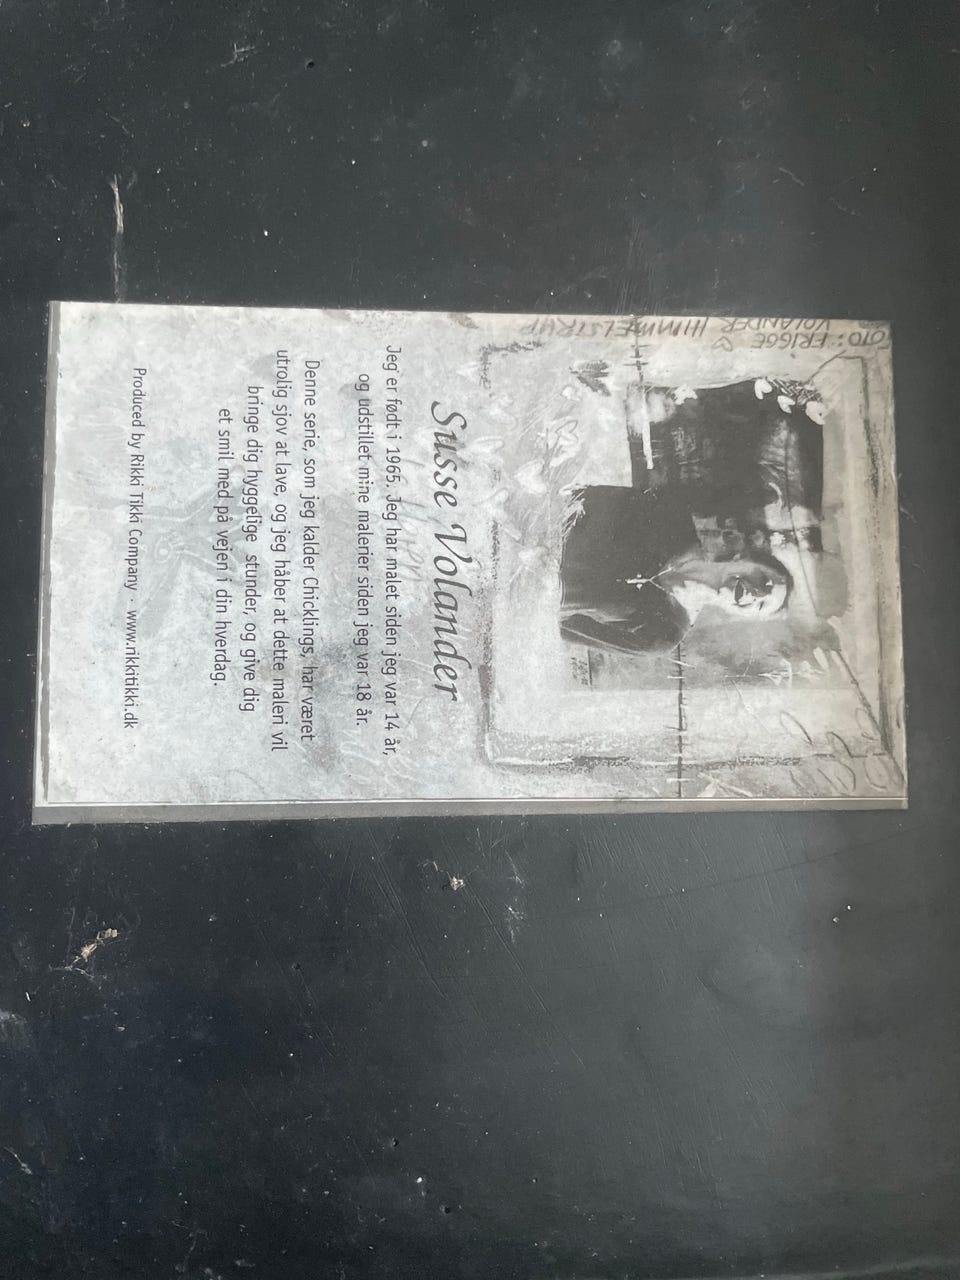 FOTO: FRIGGE
VOLANDER HIMMELSTRUP
Susse Volander
Jeg er født i 1965. Jeg har malet siden jeg var 14 år,
og udstillet mine malerier siden jeg var 18 år.
Denne serie, som jeg kalder Chicklings, har været
utrolig sjov at lave, og jeg håber at dette maleri vil
bringe dig hyggelige stunder, og give dig
et smil med på vejen i din hverdag.
Produced by Rikki Tikki Company - www.rikkitikki.dk